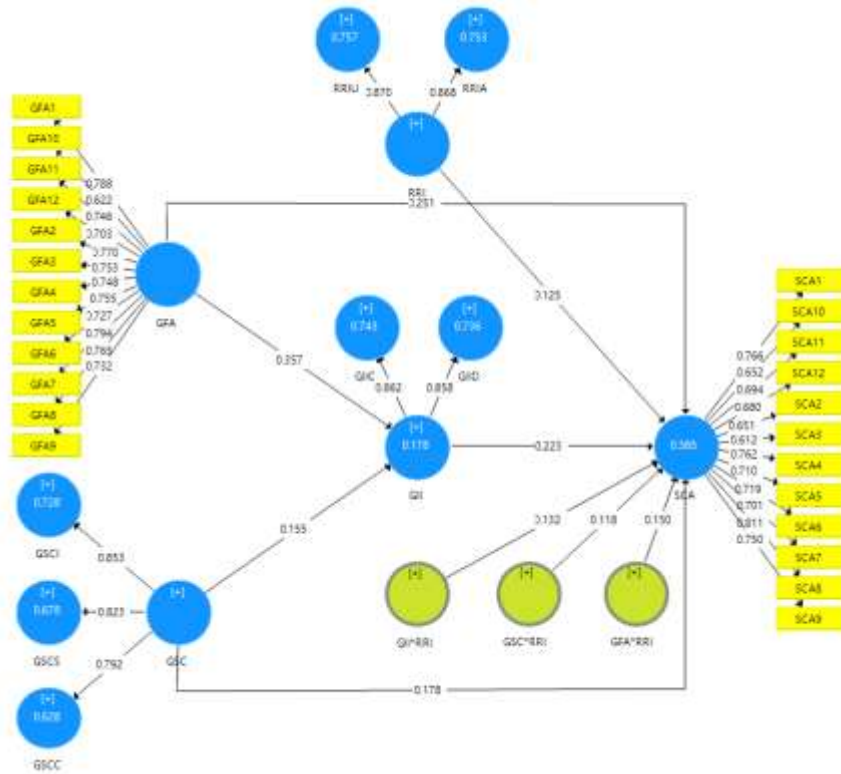 [+]
0.757
RRIU
[+]
0.753
RRIA
0.870
0.868
[+]
RRI
GFA1
GFA10
GFA11
GFA12
GFA2
GFA3
GFA4
GFA5
GFA6
GFA7
GFA8
GFA9
0.788
0.622
0.746
0.703
0.770
0.753
0.748
0.755
0.727
0.794
0.765
0.732
GFA
0.251
0.125
0.357
[+]
0.743
GIIC
[+]
0.736
GIID
0.862
0.858
[+]
0.178
GII
0.223
0.565
SCA
SCA1
SCA10
SCA11
SCA12
SCA2
SCA3
SCA4
SCA5
SCA6
SCA7
SCA8
SCA9
0.766
0.652
0.694
0.680
0.651
0.612
0.762
0.710
0.719
0.701
0.811
0.750
[+]
0.728
GSCI
0.853
0.155
[+]
0.678
GSCS
0.823
[+]
GSC
0.792
[+]
0.628
GSCC
0.132
0.118
0.150
[+]
GII*RRI
[+]
GSC*RRI
[+]
GFA*RRI
0.178